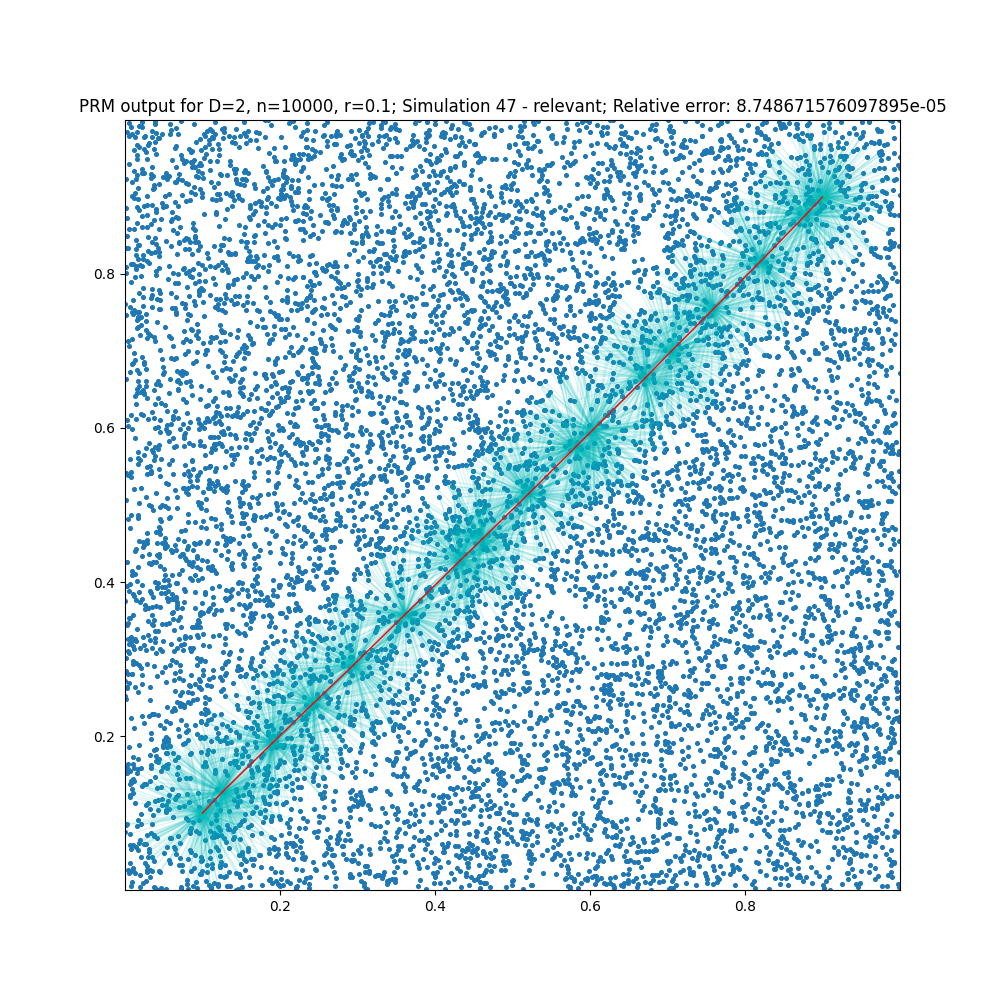 PRM output for D=2, n=10000, r=0.1; Simulation 47 - relevant; Relative error: 8.748671576097895e-05
0.8
0.6
0.4
0.2
0.2 0.4 0.6 0.8